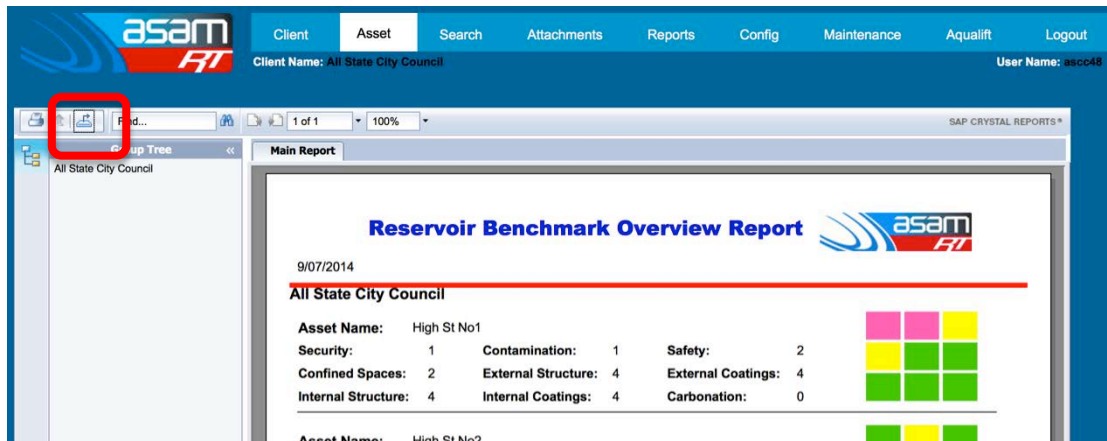 asam
RT
Client Asset Search Attachments Reports Config Maintenance Aqualift Logout
Client Name: All State City Council User Name: ascc48
Find... 1 of 1 100% SAP CRYSTAL REPORTS®
Group Tree «
Main Report
All State City Council
Reservoir Benchmark Overview Report
asam
RT
9/07/2014
All State City Council
Asset Name: High St No1
Security: 1 Contamination: 1 Safety: 2
Confined Spaces: 2 External Structure: 4 External Coatings: 4
Internal Structure: 4 Internal Coatings: 4 Carbonation: 0
Asset Name: High St No2